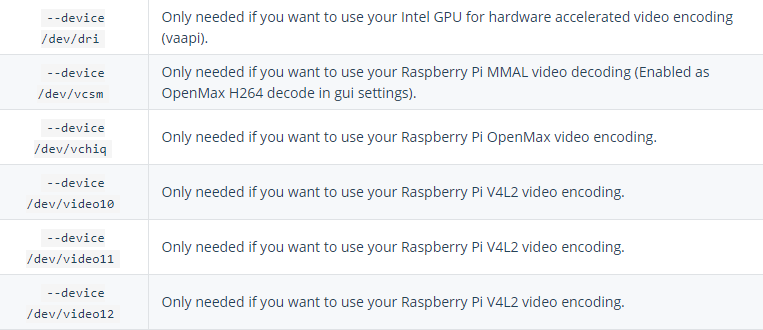 --device Only needed if you want to use your Intel GPU for hardware accelerated video encoding
/dev/dri (vaapi).
--device Only needed if you want to use your Raspberry Pi MMAL video decoding (Enabled as
/dev/vcsm OpenMax H264 decode in gui settings).
--device
/dev/vchiq
Only needed if you want to use your Raspberry Pi OpenMax video encoding.
--device
/dev/video10
Only needed if you want to use your Raspberry Pi V4L2 video encoding.
--device
/dev/video11
Only needed if you want to use your Raspberry Pi V4L2 video encoding.
--device
/dev/video12
Only needed if you want to use your Raspberry Pi V4L2 video encoding.